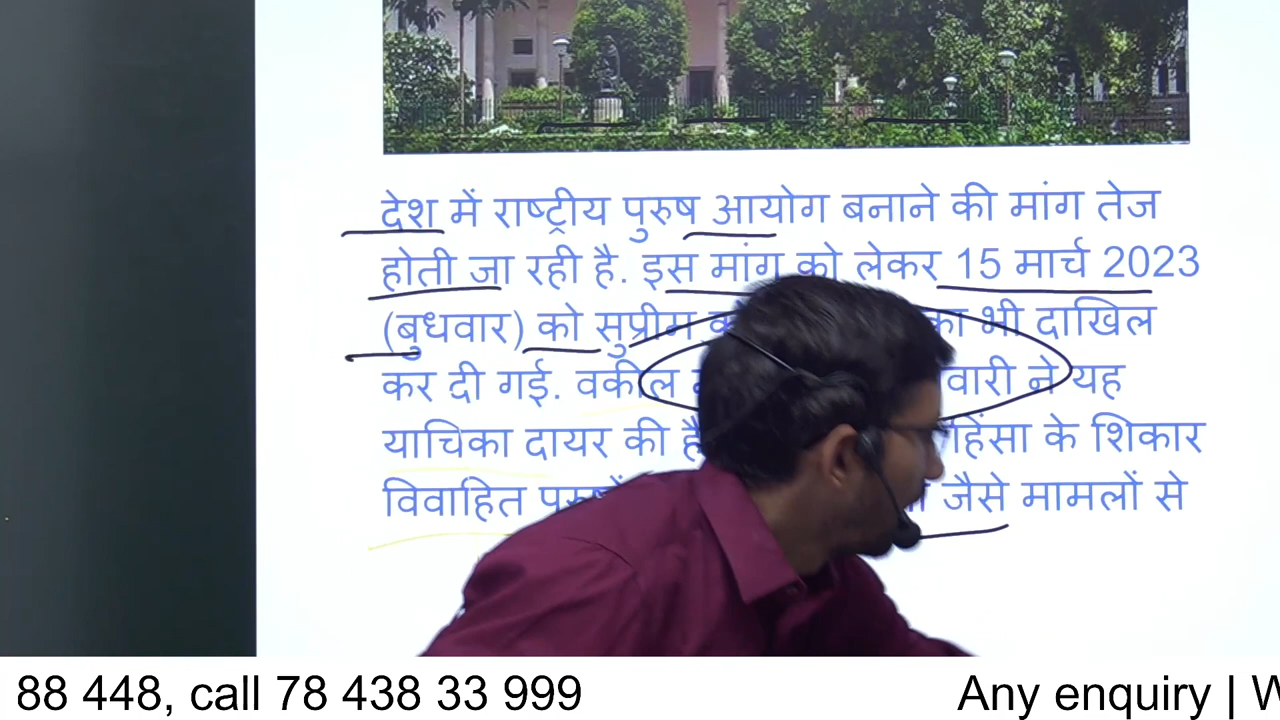 देश में राष्ट्रीय पुरुष आयोग बनाने की मांग तेज
होती जा रही है. इस मांग को लेकर 15 मार्च 2023
(बुधवार) को सुप्रीम का भी दाखिल
कर दी गई. वकील ने यह
याचिका दायर की हिंसा के शिकार
विवाहित जैसे मामलों से
88 448, call 78 438 33 999 Any enquiry |